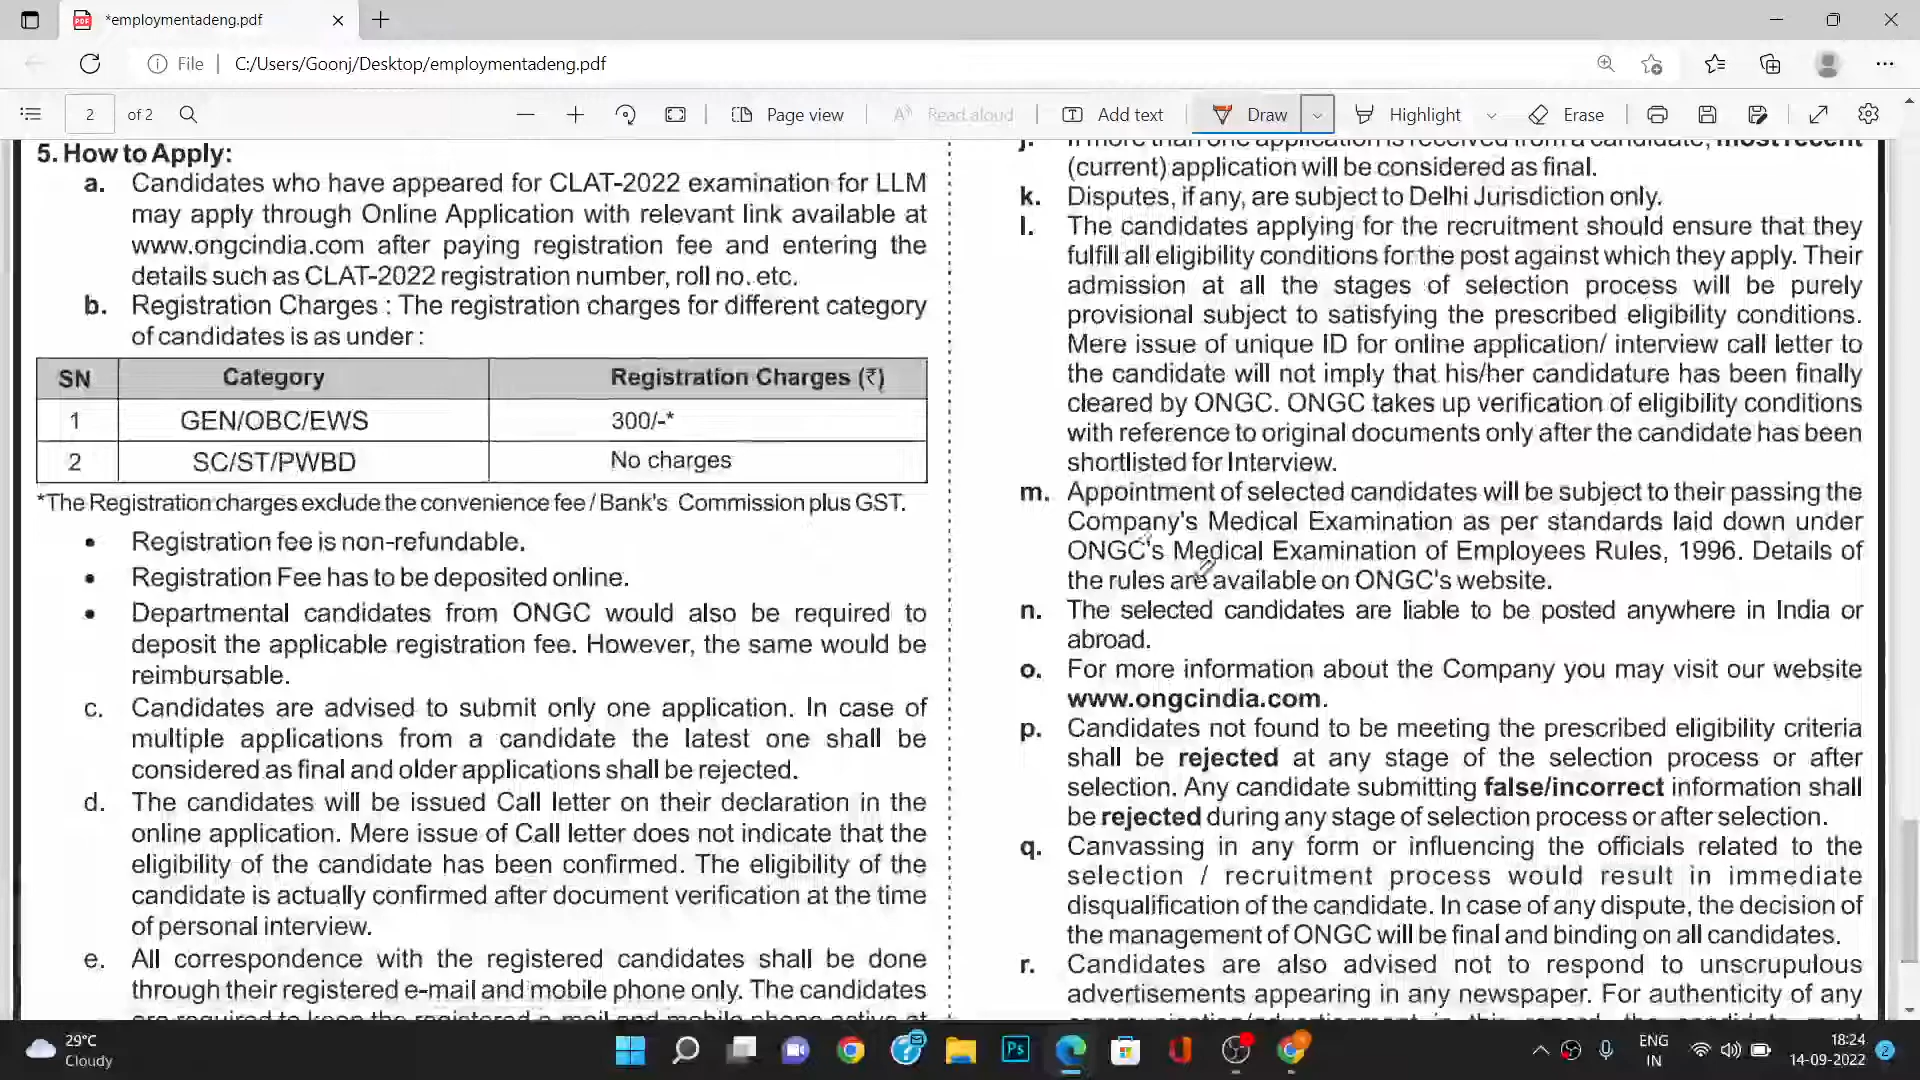 *employmentadeng.pdf
File
C:/Users/Goonj/Desktop/employmentadeng.pdf
2
of 2
Page view
Read aloud
Add text
Draw
Highlight
Erase
5. How to Apply:
a. Candidates who have appeared for CLAT-2022 examination for LLM
may apply through Online Application with relevant link available at
www.ongcindia.com after paying registration fee and entering the
details such as CLAT-2022 registration number, roll no. etc.
b. Registration Charges : The registration charges for different category
of candidates is as under :
SN Category Registration Charges (₹)
1 GEN/OBC/EWS 300/-*
2 SC/ST/PWBD No charges
*The Registration charges exclude the convenience fee / Bank's Commission plus GST.
• Registration fee is non-refundable.
• Registration Fee has to be deposited online.
• Departmental candidates from ONGC would also be required to
deposit the applicable registration fee. However, the same would be
reimbursable.
c. Candidates are advised to submit only one application. In case of
multiple applications from a candidate the latest one shall be
considered as final and older applications shall be rejected.
d. The candidates will be issued Call letter on their declaration in the
online application. Mere issue of Call letter does not indicate that the
eligibility of the candidate has been confirmed. The eligibility of the
candidate is actually confirmed after document verification at the time
of personal interview.
e. All correspondence with the registered candidates shall be done
through their registered e-mail and mobile phone only. The candidates
are required to keep the registered e-mail and mobile phone active at
j. If more than one application is received from a candidate, most recent
(current) application will be considered as final.
k. Disputes, if any, are subject to Delhi Jurisdiction only.
l. The candidates applying for the recruitment should ensure that they
fulfill all eligibility conditions for the post against which they apply. Their
admission at all the stages of selection process will be purely
provisional subject to satisfying the prescribed eligibility conditions.
Mere issue of unique ID for online application/ interview call letter to
the candidate will not imply that his/her candidature has been finally
cleared by ONGC. ONGC takes up verification of eligibility conditions
with reference to original documents only after the candidate has been
shortlisted for Interview.
m. Appointment of selected candidates will be subject to their passing the
Company's Medical Examination as per standards laid down under
ONGC's Medical Examination of Employees Rules, 1996. Details of
the rules are available on ONGC's website.
n. The selected candidates are liable to be posted anywhere in India or
abroad.
o. For more information about the Company you may visit our website
www.ongcindia.com.
p. Candidates not found to be meeting the prescribed eligibility criteria
shall be rejected at any stage of the selection process or after
selection. Any candidate submitting false/incorrect information shall
be rejected during any stage of selection process or after selection.
q. Canvassing in any form or influencing the officials related to the
selection / recruitment process would result in immediate
disqualification of the candidate. In case of any dispute, the decision of
the management of ONGC will be final and binding on all candidates.
r. Candidates are also advised not to respond to unscrupulous
advertisements appearing in any newspaper. For authenticity of any
29°C
Cloudy
ENG
IN
18:24
14-09-2022
2